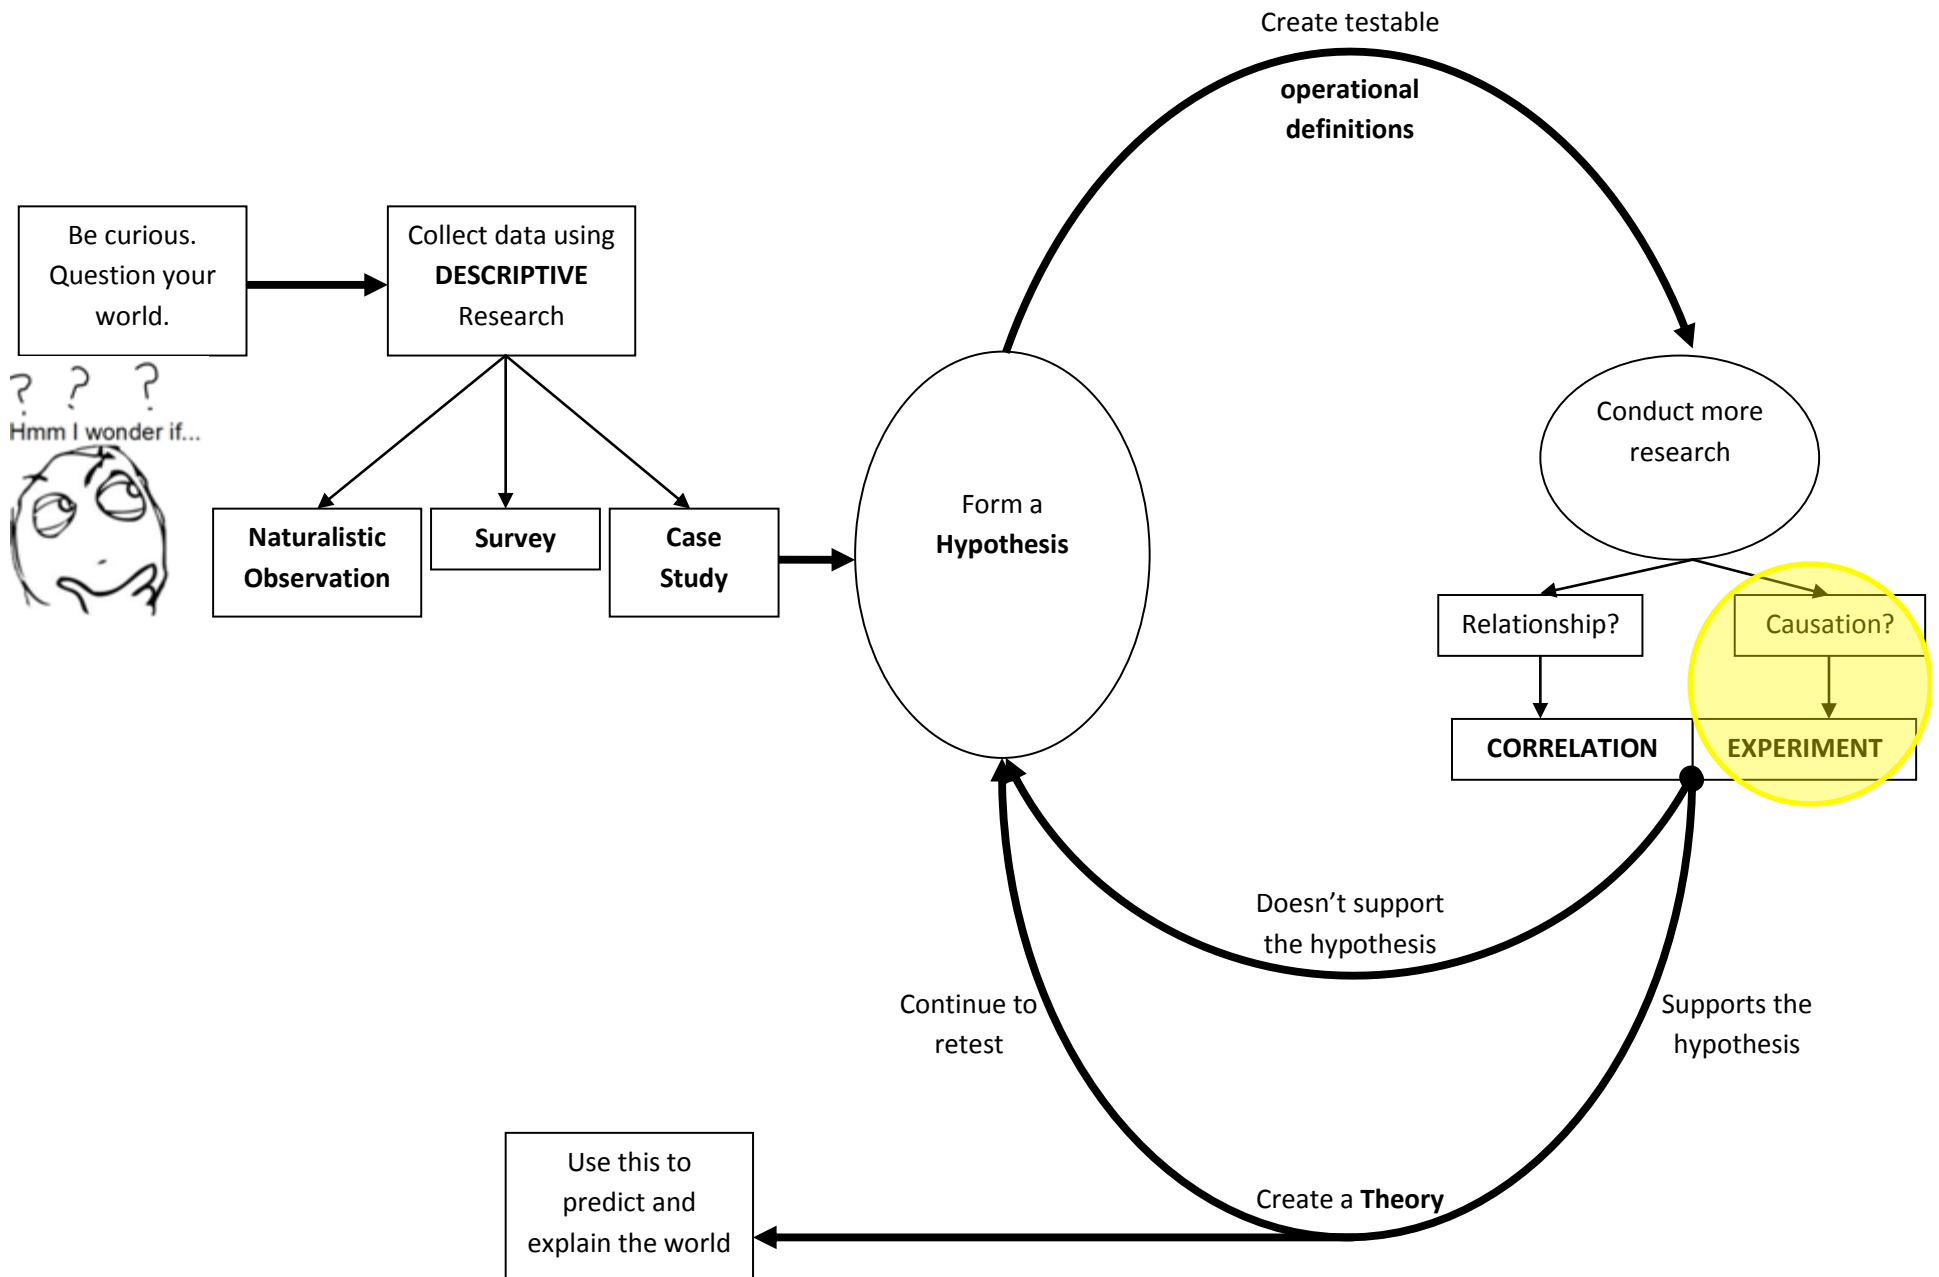 Create testable
operational
definitions
Be curious.
Question your
world.
Collect data using
DESCRIPTIVE
Research
? ? ?
Hmm I wonder if...
Naturalistic
Observation
Survey
Case
Study
Form a
Hypothesis
Conduct more
research
Relationship?
Causation?
CORRELATION
EXPERIMENT
Doesn’t support
the hypothesis
Continue to
retest
Supports the
hypothesis
Create a Theory
Use this to
predict and
explain the world